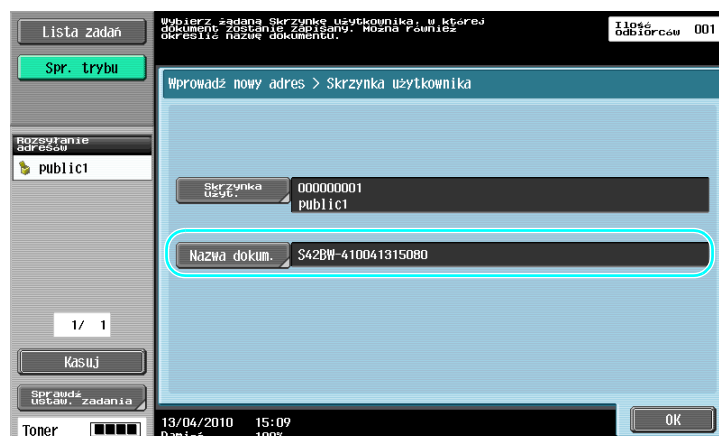 Lista zadań
Wybierz żądaną Skrzynkę użytkownika, w której
dokument zostanie zapisany. Można również
określić nazwę dokumentu.
Ilość
odbiorców 001
Spr. trybu
Wprowadź nowy adres > Skrzynka użytkownika
Rozsyłanie
adresów
public1
Skrzynka
użyt.
000000001
public1
Nazwa dokum.
S42BW-410041315080
1/ 1
Kasuj
Sprawdź
ustaw. zadania
OK
Toner
13/04/2010 15:09
Pamięć 100%